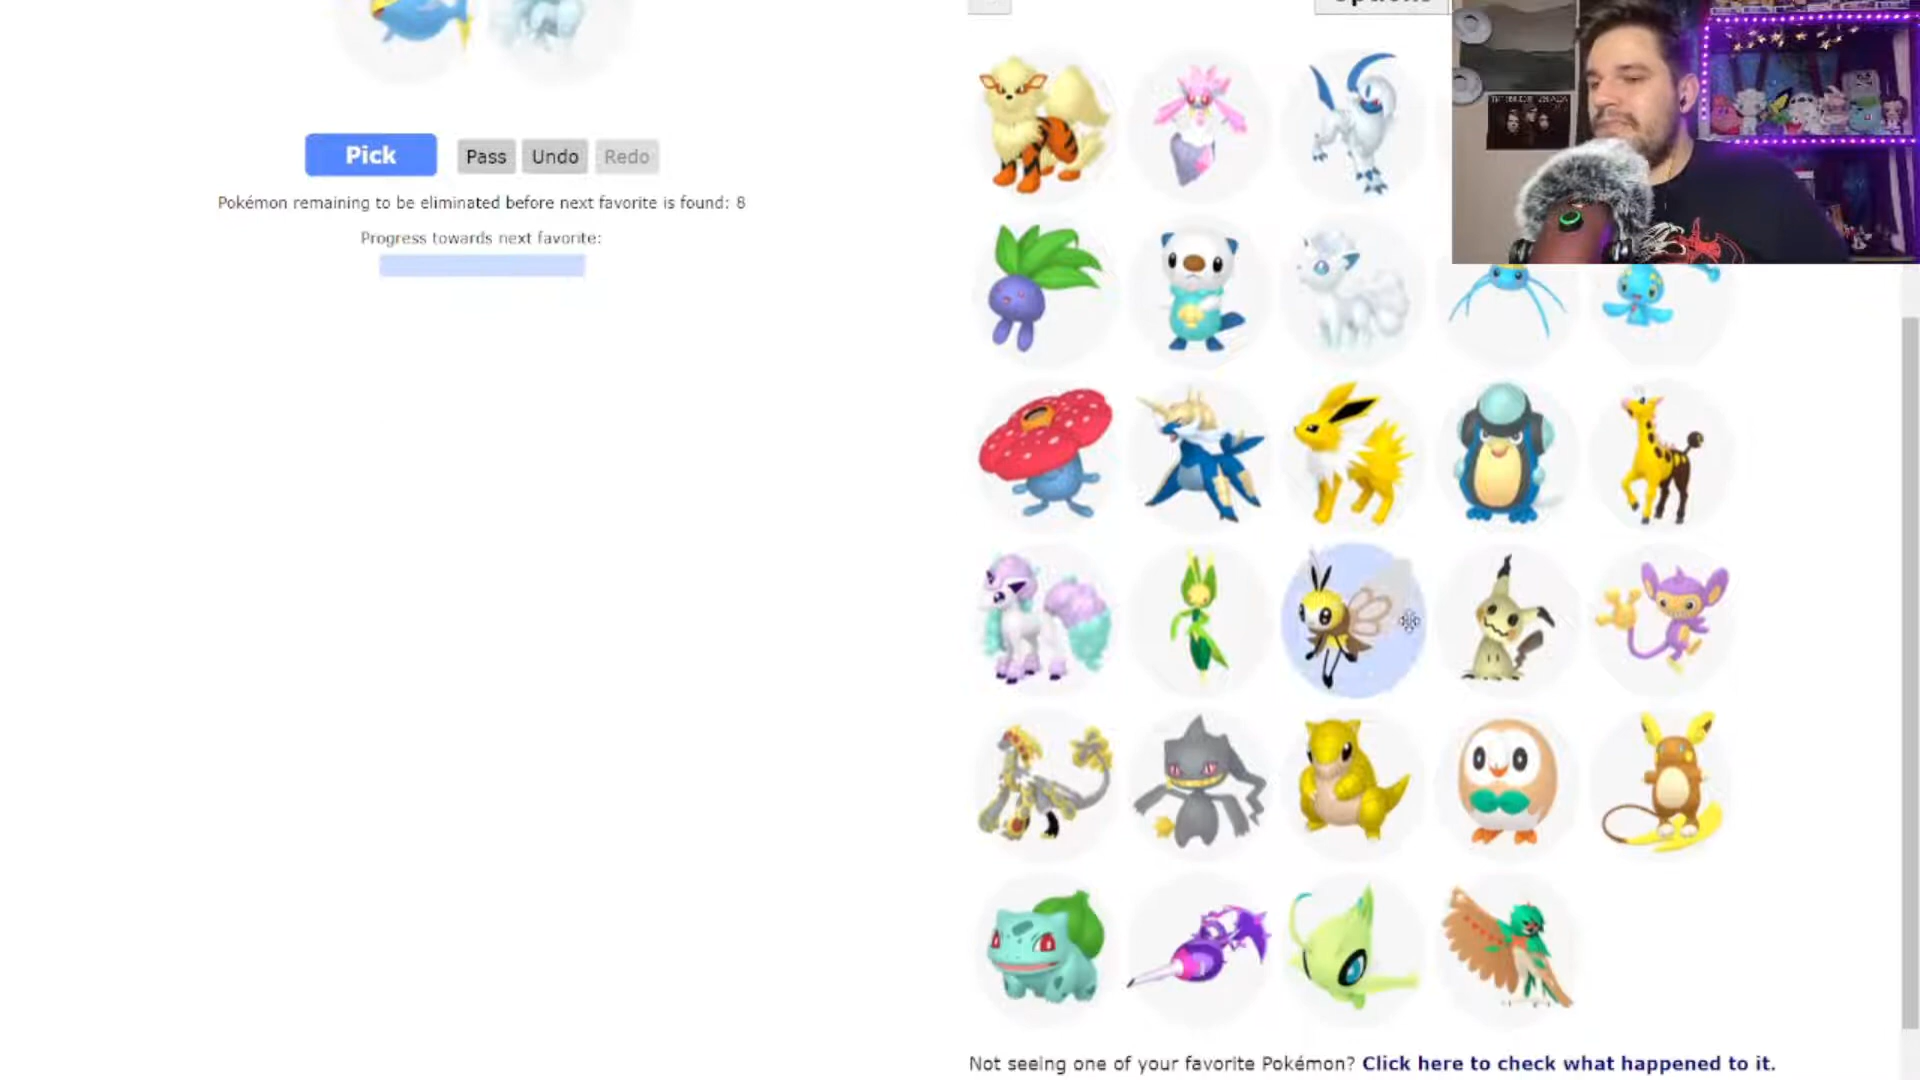 Options
Pick
Pass
Undo
Redo
Pokémon remaining to be eliminated before next favorite is found: 8
Progress towards next favorite:
Not seeing one of your favorite Pokémon? Click here to check what happened to it.